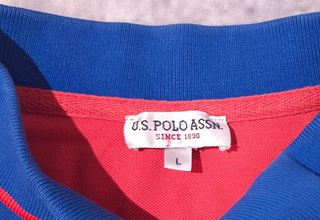 U.S. POLO ASSN.
SINCE 1890
L